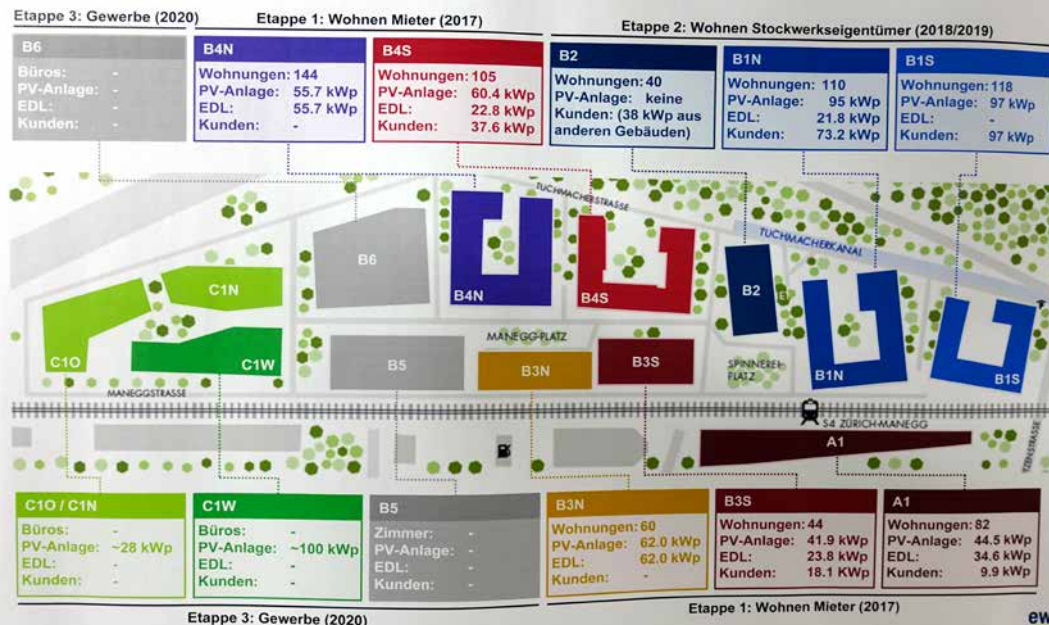 Etappe 3: Gewerbe (2020)
Etappe 1: Wohnen Mieter (2017)
Etappe 2: Wohnen Stockwerkseigentümer (2018/2019)
B6
Büros: -
PV-Anlage: -
EDL: -
Kunden: -
B4N
Wohnungen: 144
PV-Anlage: 55.7 kWp
EDL: 55.7 kWp
Kunden: -
B4S
Wohnungen: 105
PV-Anlage: 60.4 kWp
EDL: 22.8 kWp
Kunden: 37.6 kWp
B2
Wohnungen: 40
PV-Anlage: keine
Kunden: (38 kWp aus
anderen Gebäuden)
B1N
Wohnungen: 110
PV-Anlage: 95 kWp
EDL: 21.8 kWp
Kunden: 73.2 kWp
B1S
Wohnungen: 118
PV-Anlage: 97 kWp
EDL: -
Kunden: 97 kWp
TUCHMACHERSTRASSE
TUCHMACHERKANAL
B6
B4N
B4S
B2
B1N
B1S
C1N
C1O
C1W
B5
MANEGG-PLATZ
B3N
B3S
SPINNEREI-
PLATZ
MANEGGSTRASSE
S4 ZÜRICH-MANEGG
A1
TZENSTRASSE
C1O / C1N
Büros: -
PV-Anlage: ~28 kWp
EDL: -
Kunden: -
C1W
Büros: -
PV-Anlage: ~100 kWp
EDL: -
Kunden: -
B5
Zimmer: -
PV-Anlage: -
EDL: -
Kunden: -
B3N
Wohnungen: 60
PV-Anlage: 62.0 kWp
EDL: 62.0 kWp
Kunden: -
B3S
Wohnungen: 44
PV-Anlage: 41.9 kWp
EDL: 23.8 kWp
Kunden: 18.1 KWp
A1
Wohnungen: 82
PV-Anlage: 44.5 kWp
EDL: 34.6 kWp
Kunden: 9.9 kWp
Etappe 3: Gewerbe (2020)
Etappe 1: Wohnen Mieter (2017)
ew